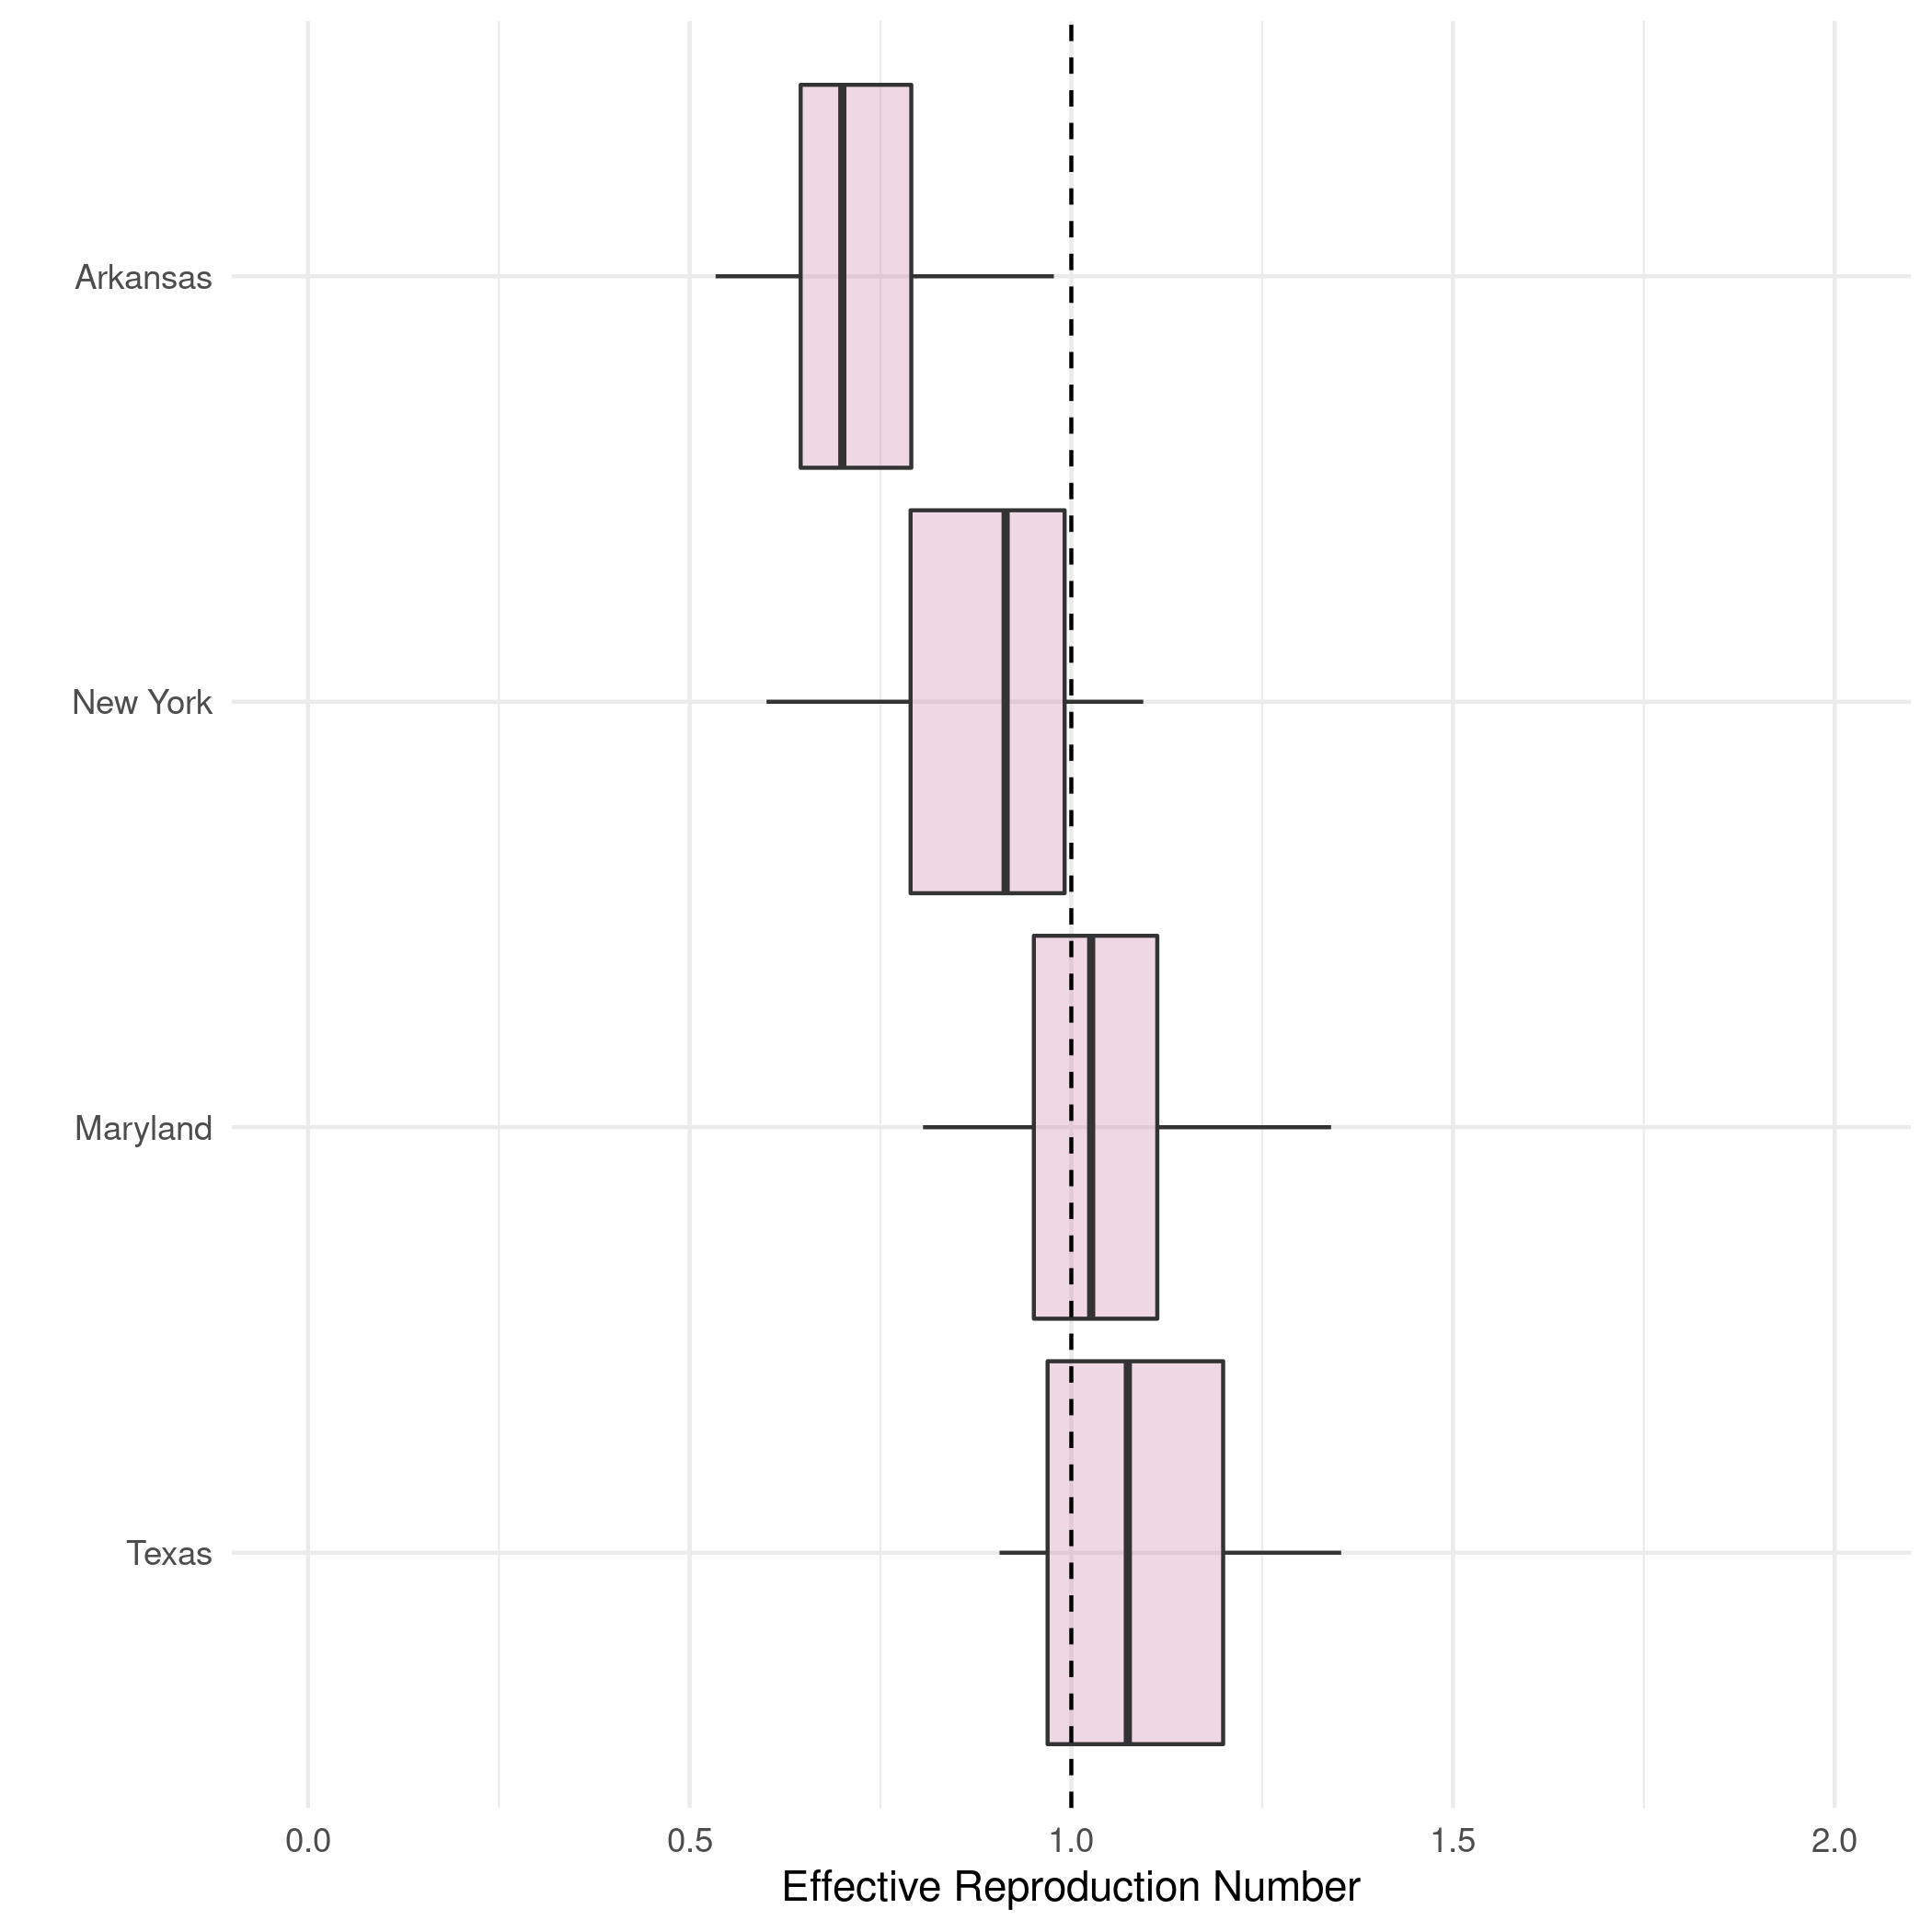 Arkansas
New York
Maryland
Texas
0.0 0.5 1.0 1.5 2.0
Effective Reproduction Number